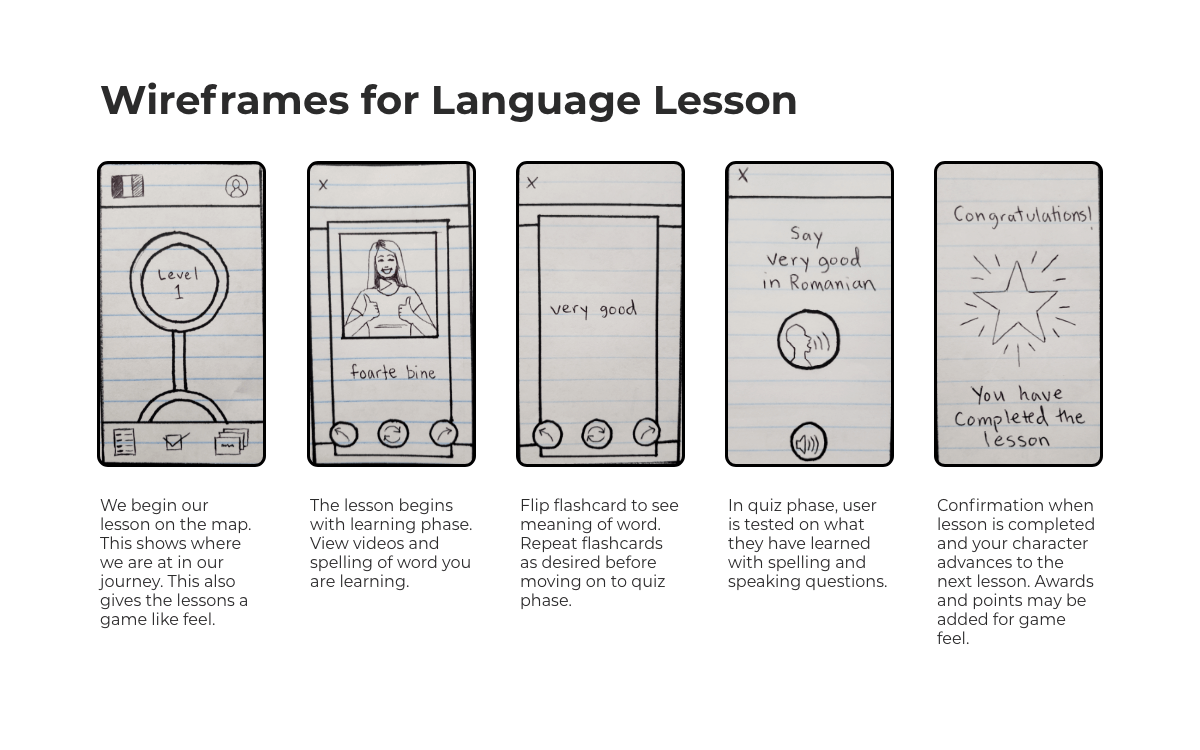 Wireframes for Language Lesson
Level
1
x
foarte bine
x
very good
x
Say
very good
in Romanian
Congratulations!
You have
Completed the
lesson
We begin our
lesson on the map.
This shows where
we are at in our
journey. This also
gives the lessons a
game like feel.
The lesson begins
with learning phase.
View videos and
spelling of word you
are learning.
Flip flashcard to see
meaning of word.
Repeat flashcards
as desired before
moving on to quiz
phase.
In quiz phase, user
is tested on what
they have learned
with spelling and
speaking questions.
Confirmation when
lesson is completed
and your character
advances to the
next lesson. Awards
and points may be
added for game
feel.